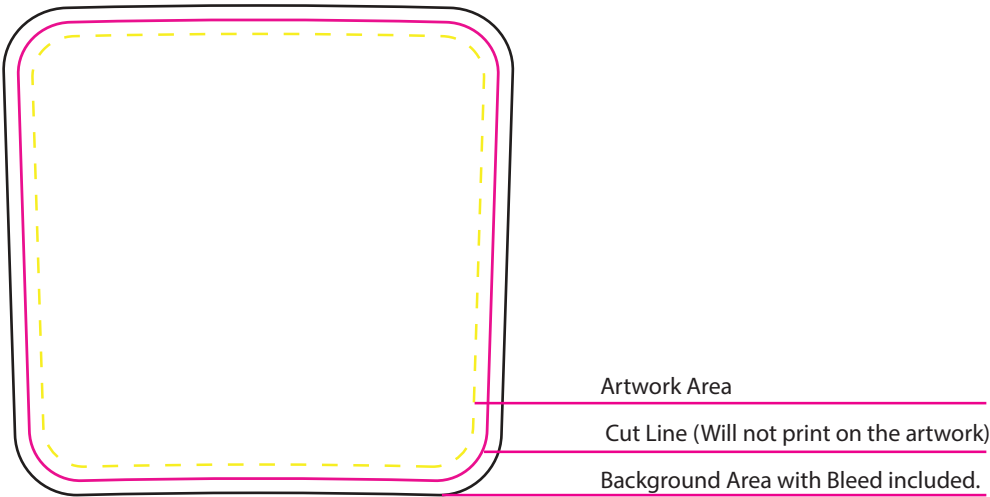 Artwork Area
Cut Line (Will not print on the artwork)
Background Area with Bleed included.